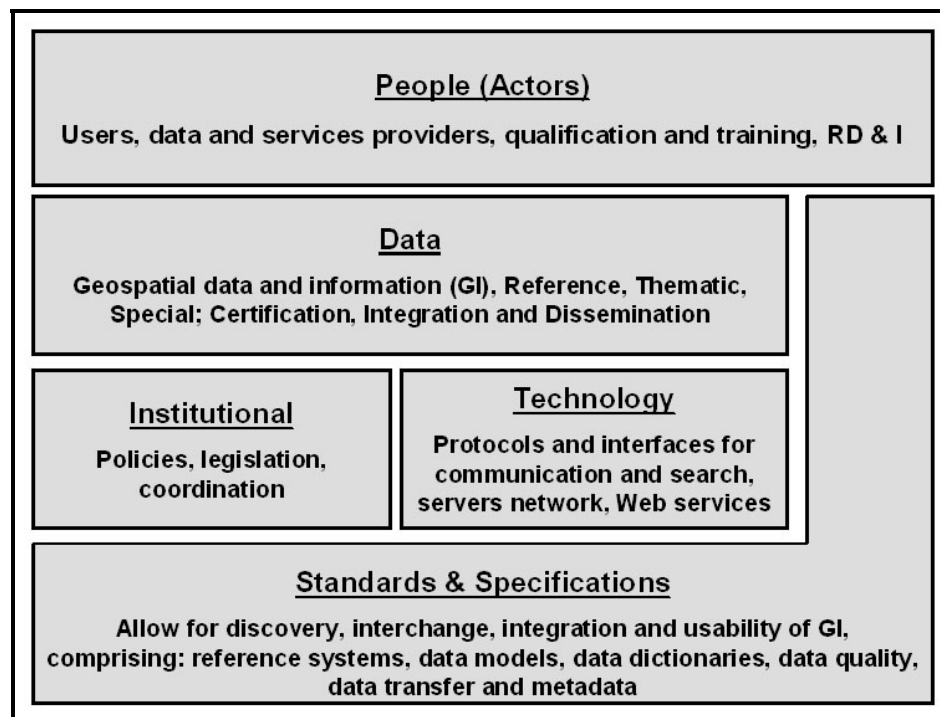 People (Actors)
Users, data and services providers, qualification and training, RD & I
Data
Geospatial data and information (GI), Reference, Thematic,
Special; Certification, Integration and Dissemination
Institutional
Policies, legislation,
coordination
Technology
Protocols and interfaces for
communication and search,
servers network, Web services
Standards & Specifications
Allow for discovery, interchange, integration and usability of GI,
comprising: reference systems, data models, data dictionaries, data quality,
data transfer and metadata